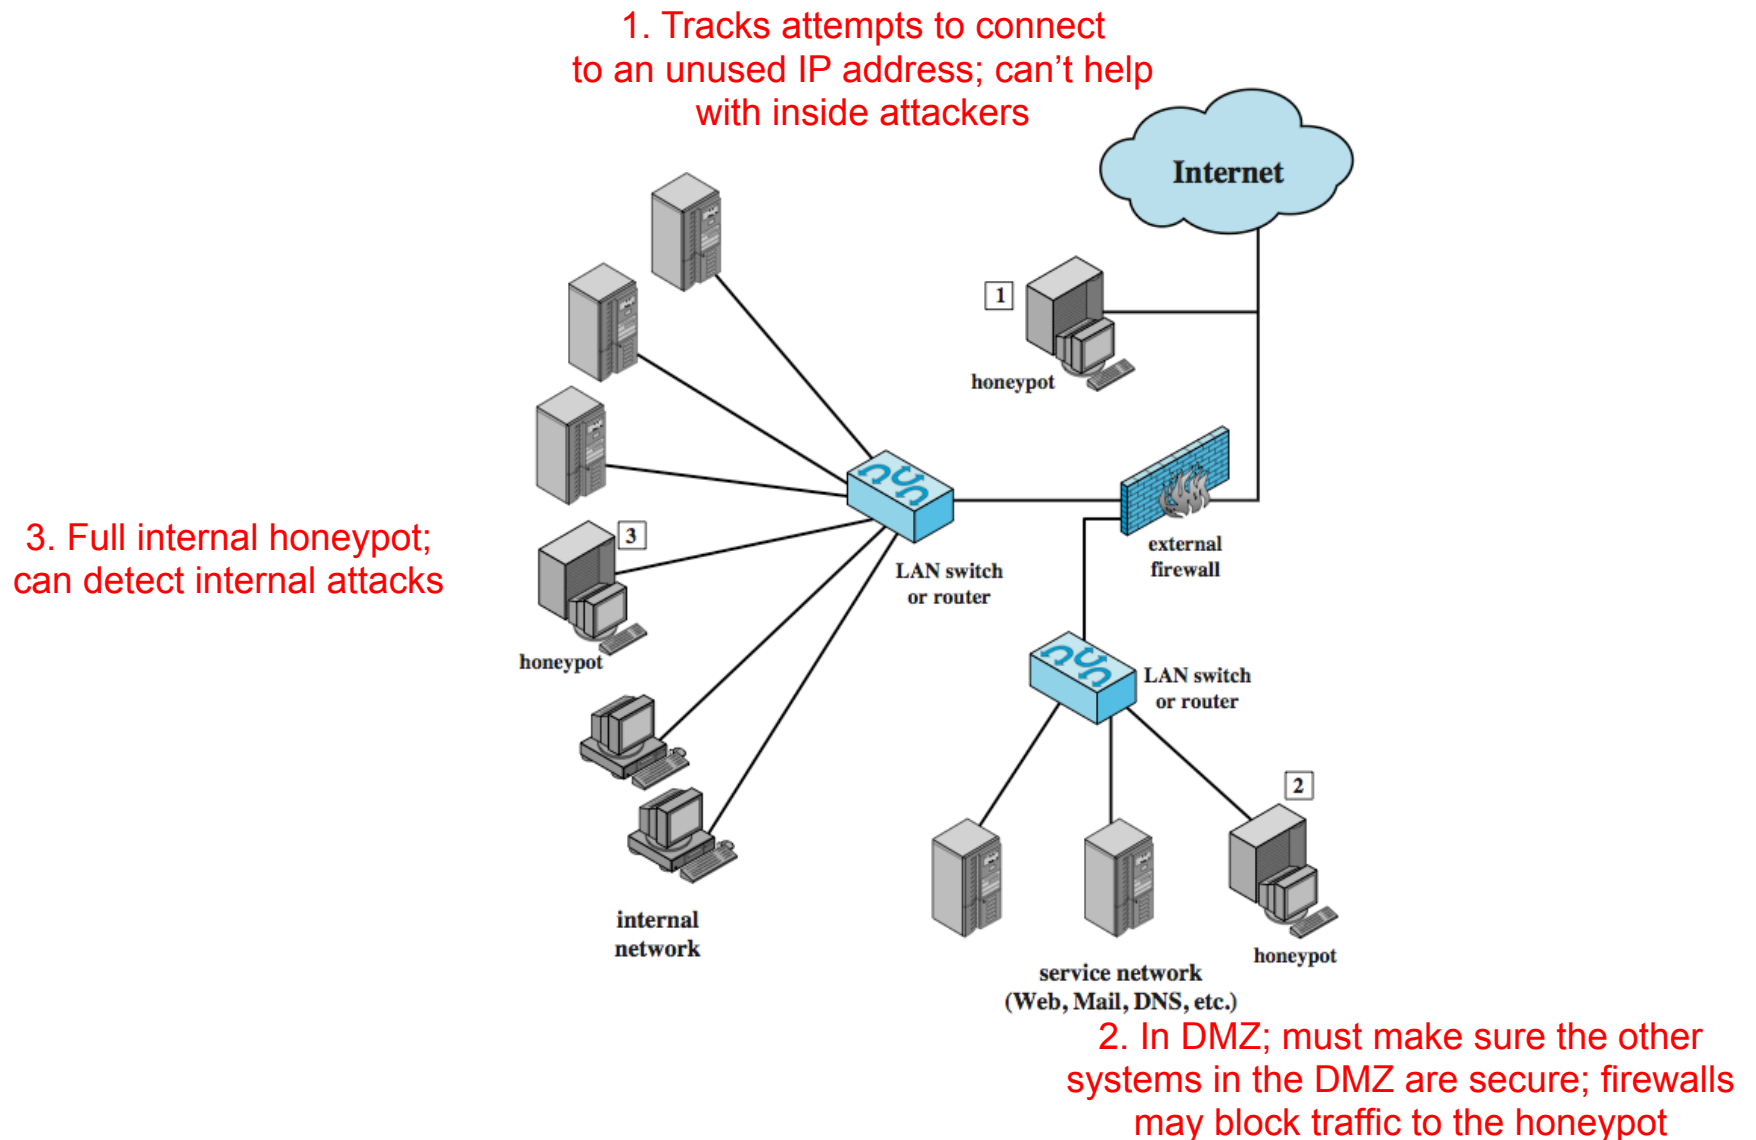 1. Tracks attempts to connect
to an unused IP address; can't help
with inside attackers
Internet
1
honeypot
external
firewall
LAN switch
or router
3. Full internal honeypot;
can detect internal attacks
3
honeypot
LAN switch
or router
2
internal
network
honeypot
service network
(Web, Mail, DNS, etc.)
2. In DMZ; must make sure the other
systems in the DMZ are secure; firewalls
may block traffic to the honeypot